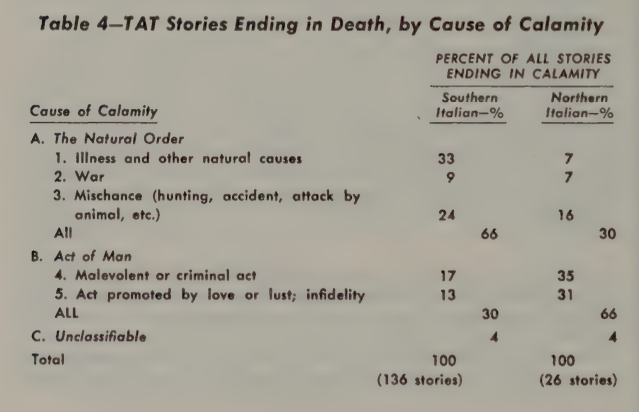 Table 4—TAT Stories Ending in Death, by Cause of Calamity
PERCENT OF ALL STORIES
ENDING IN CALAMITY
Southern Northern
Cause of Calamity Italian—% Italian—%
A. The Natural Order
1. Illness and other natural causes 33 7
2. War 9 7
3. Mischance (hunting, accident, attack by
animal, etc.) 24 16
All 66 30
B. Act of Man
4. Malevolent or criminal act 17 35
5. Act promoted by love or lust; infidelity 13 31
ALL 30 66
C. Unclassifiable 4 4
Total 100 100
(136 stories) (26 stories)